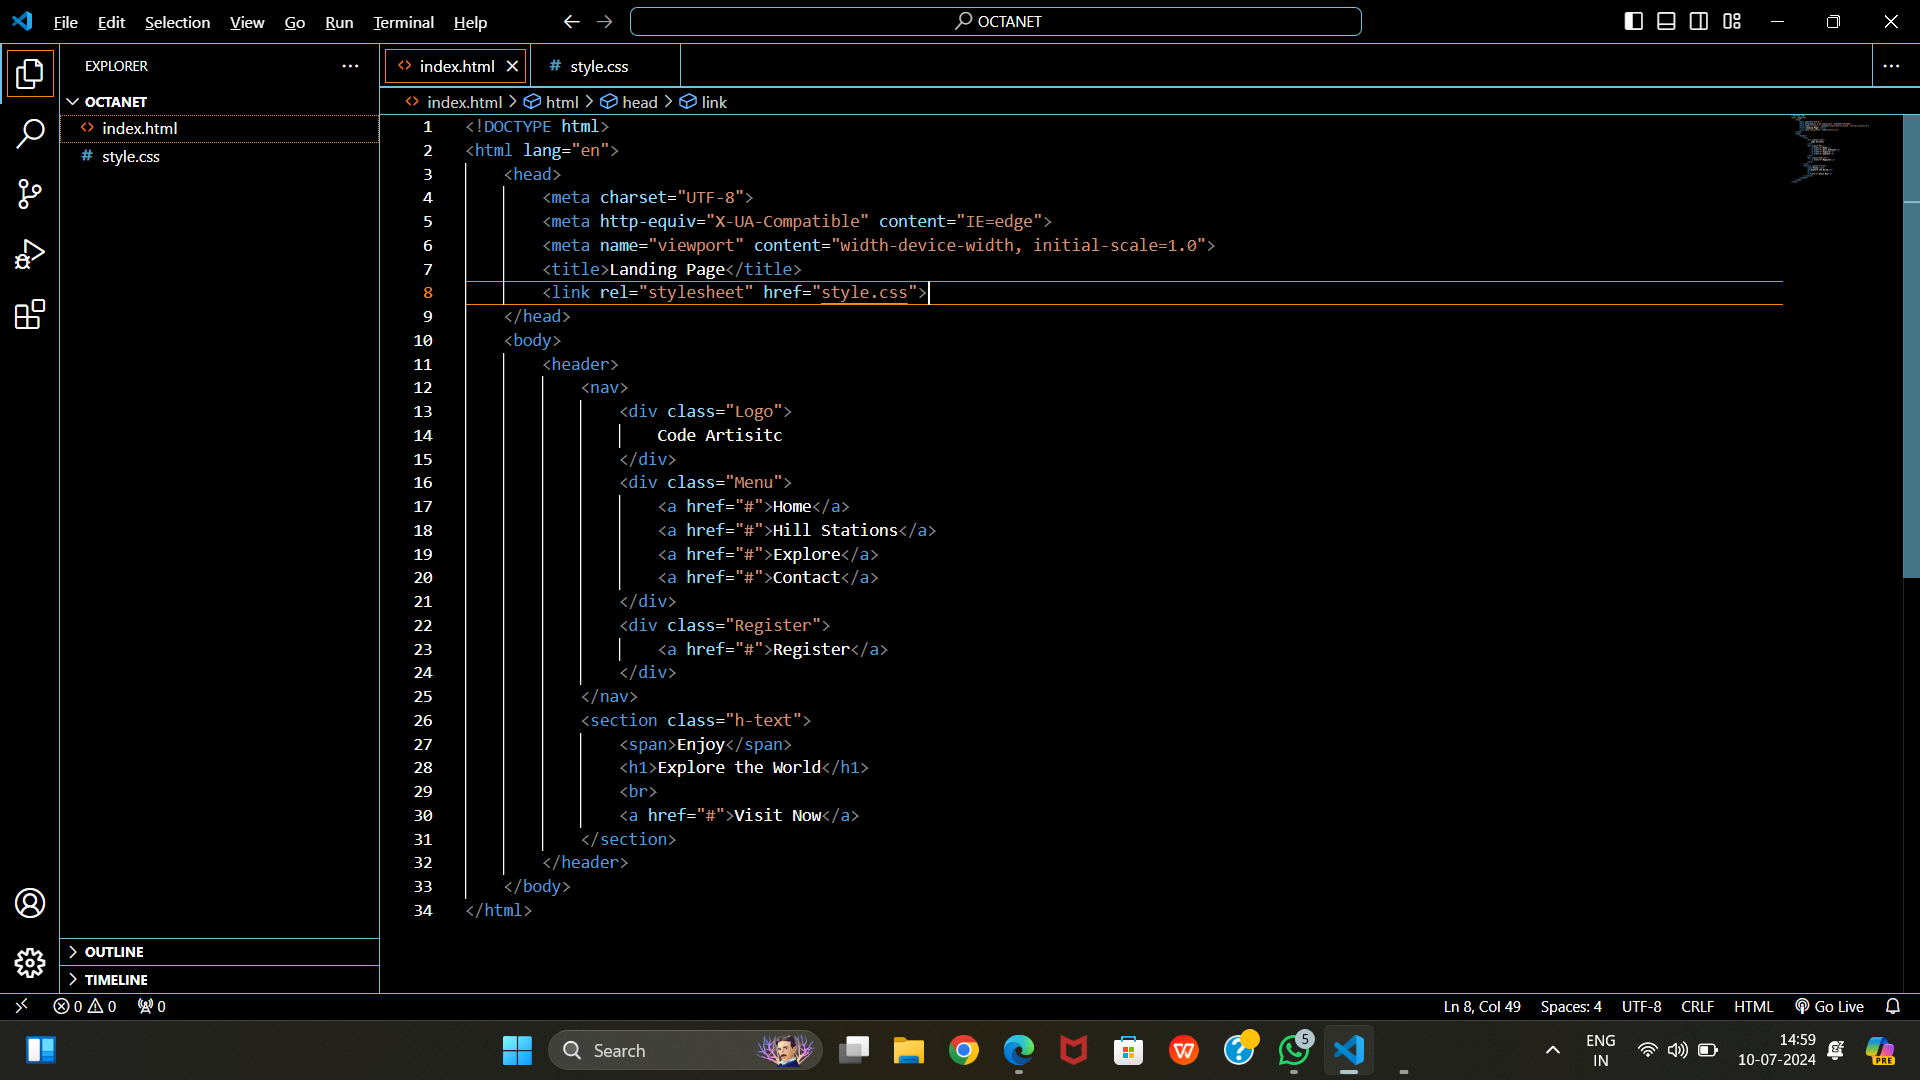 File Edit Selection View Go Run Terminal Help
OCTANET
EXPLORER
OCTANET
index.html
style.css
OUTLINE
TIMELINE
index.html
style.css
index.html > html > head > link
1 <!DOCTYPE html>
2 <html lang="en">
3 <head>
4 <meta charset="UTF-8">
5 <meta http-equiv="X-UA-Compatible" content="IE=edge">
6 <meta name="viewport" content="width-device-width, initial-scale=1.0">
7 <title>Landing Page</title>
8 <link rel="stylesheet" href="style.css">
9 </head>
10 <body>
11 <header>
12 <nav>
13 <div class="Logo">
14 Code Artisitc
15 </div>
16 <div class="Menu">
17 <a href="#">Home</a>
18 <a href="#">Hill Stations</a>
19 <a href="#">Explore</a>
20 <a href="#">Contact</a>
21 </div>
22 <div class="Register">
23 <a href="#">Register</a>
24 </div>
25 </nav>
26 <section class="h-text">
27 <span>Enjoy</span>
28 <h1>Explore the World</h1>
29 <br>
30 <a href="#">Visit Now</a>
31 </section>
32 </header>
33 </body>
34 </html>
0 0 0
Ln 8, Col 49 Spaces: 4 UTF-8 CRLF HTML Go Live
Search
5
ENG
IN
14:59
10-07-2024
PRE